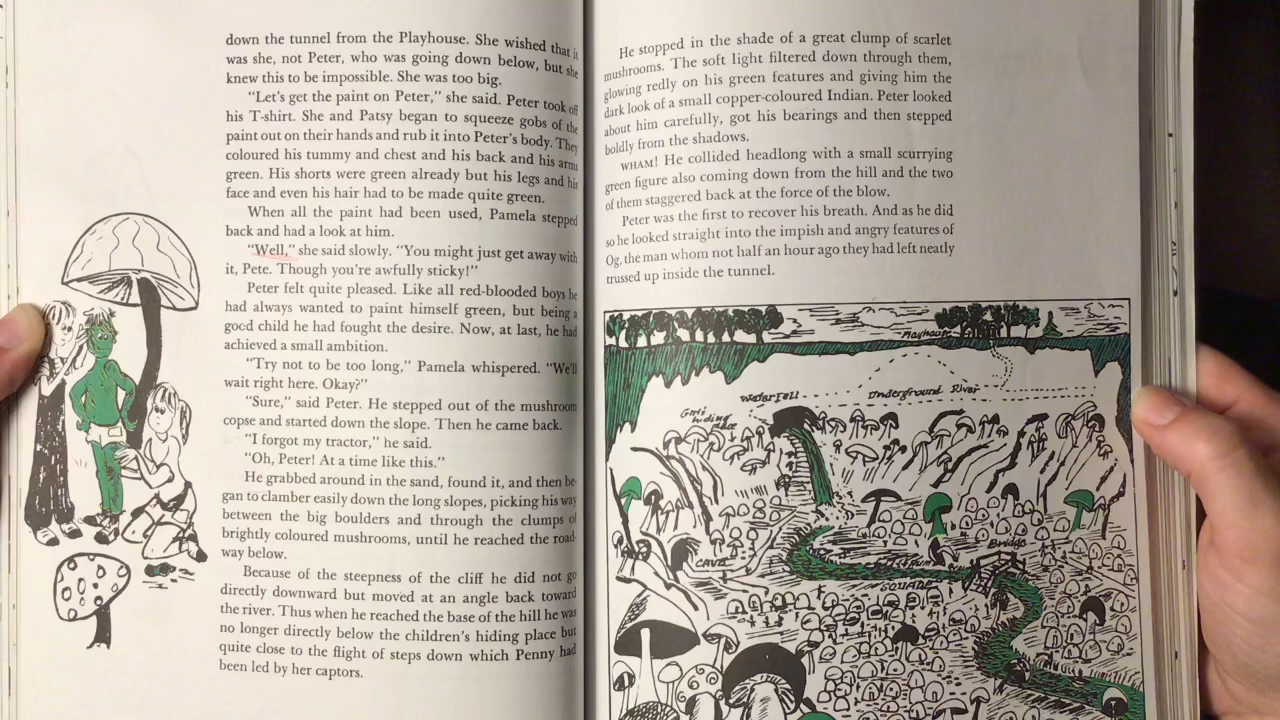 down the tunnel from the Playhouse. She wished that it
was she, not Peter, who was going down below, but she
knew this to be impossible. She was too big.
"Let's get the paint on Peter," she said. Peter took off
his T-shirt. She and Patsy began to squeeze gobs of the
paint out on their hands and rub it into Peter's body. They
coloured his tummy and chest and his back and his arms
green. His shorts were green already but his legs and his
face and even his hair had to be made quite green.
When all the paint had been used, Pamela stepped
back and had a look at him.
"Well," she said slowly. "You might just get away with
it, Pete. Though you're awfully sticky!"
Peter felt quite pleased. Like all red-blooded boys he
had always wanted to paint himself green, but being a
good child he had fought the desire. Now, at last, he had
achieved a small ambition.
"Try not to be too long," Pamela whispered. "We'll
wait right here. Okay?"
"Sure," said Peter. He stepped out of the mushroom
copse and started down the slope. Then he came back.
"I forgot my tractor," he said.
"Oh, Peter! At a time like this."
He grabbed around in the sand, found it, and then be-
gan to clamber easily down the long slopes, picking his way
between the big boulders and through the clumps of
brightly coloured mushrooms, until he reached the road-
way below.
Because of the steepness of the cliff he did not go
directly downward but moved at an angle back toward
the river. Thus when he reached the base of the hill he was
no longer directly below the children's hiding place but
quite close to the flight of steps down which Penny had
been led by her captors.
He stopped in the shade of a great clump of scarlet
mushrooms. The soft light filtered down through them,
glowing redly on his green features and giving him the
dark look of a small copper-coloured Indian. Peter looked
about him carefully, got his bearings and then stepped
boldly from the shadows.
WHAM! He collided headlong with a small scurrying
green figure also coming down from the hill and the two
of them staggered back at the force of the blow.
Peter was the first to recover his breath. And as he did
so he looked straight into the impish and angry features of
Og, the man whom not half an hour ago they had left neatly
trussed up inside the tunnel.
Playhouse
Underground River
Waterfall
hiding
Bridge
CAVE
SQUARE